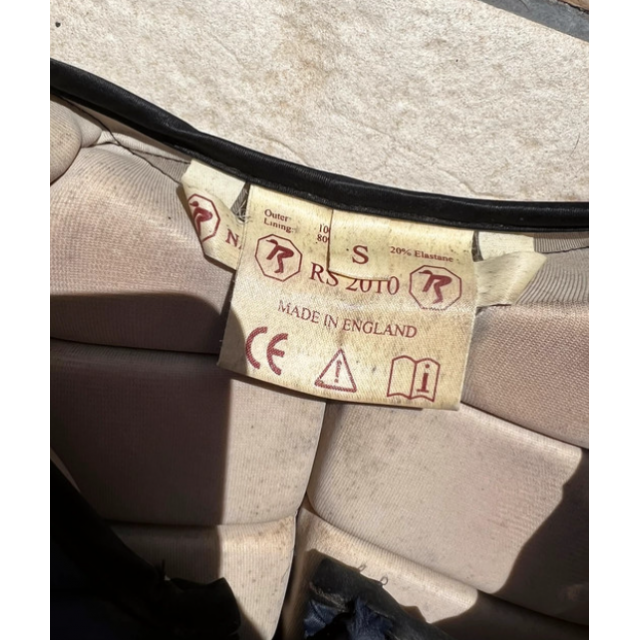 Outer:
Lining: 20% Elastane
S
RS 2010
MADE IN ENGLAND
CE
i